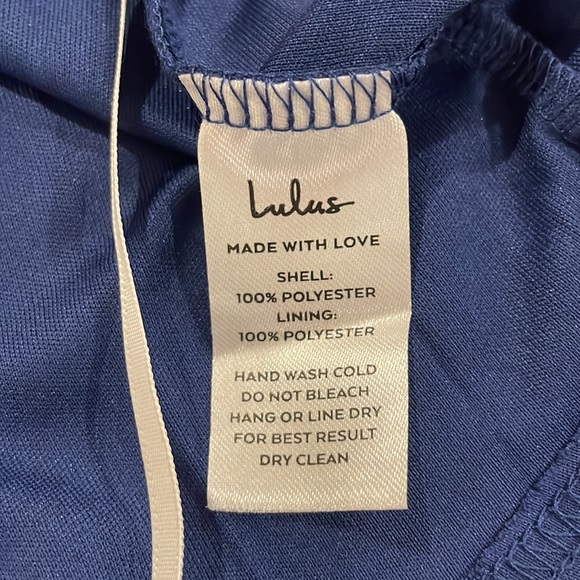 Lulus
MADE WITH LOVE
SHELL:
100% POLYESTER
LINING:
100% POLYESTER
HAND WASH COLD
DO NOT BLEACH
HANG OR LINE DRY
FOR BEST RESULT
DRY CLEAN